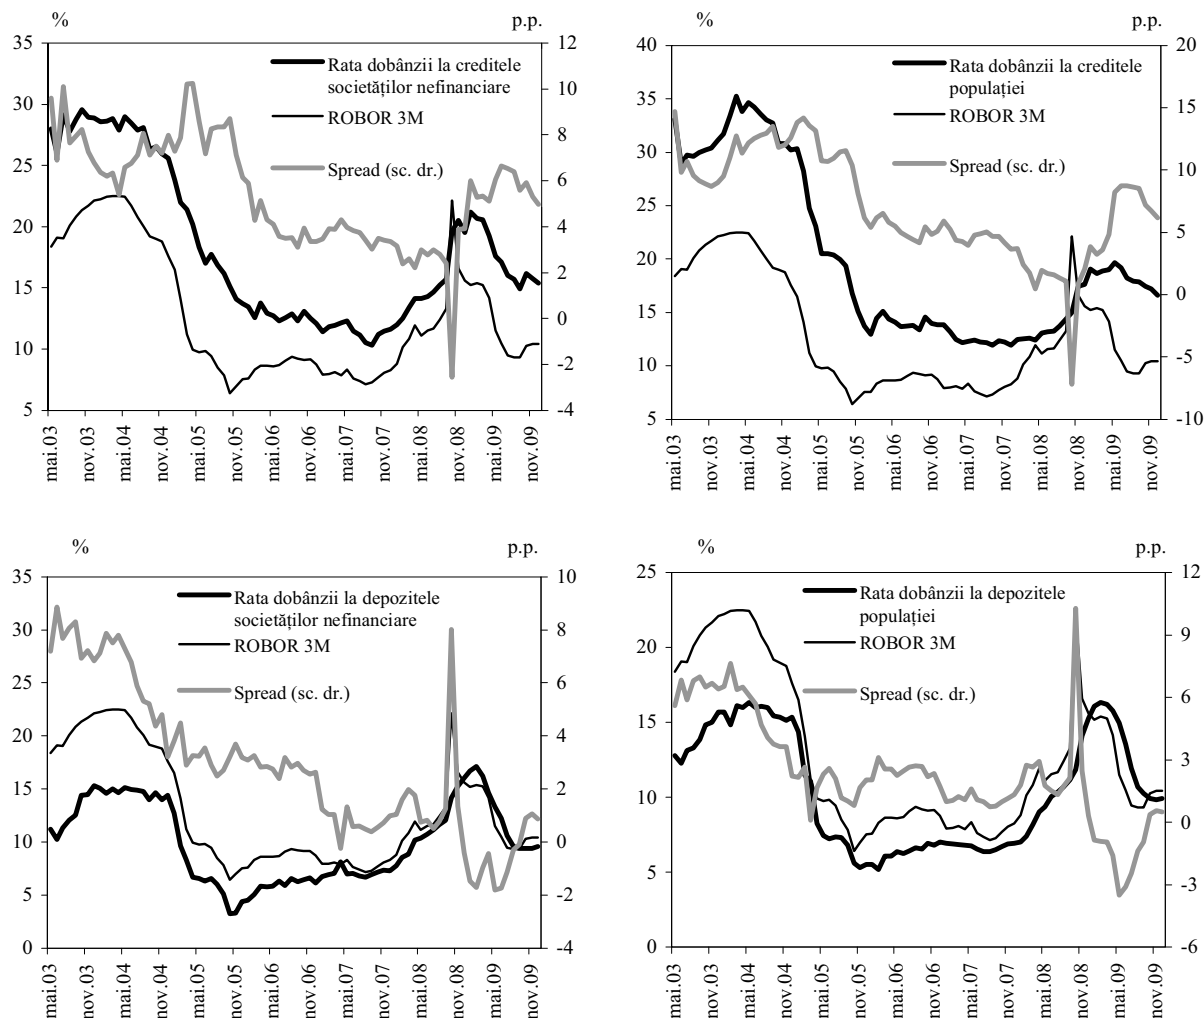 % p.p.
35
30
25
20
15
10
5
12
10
8
6
4
2
0
-2
-4
Rata dobânzii la creditele
societăților nefinanciare
ROBOR 3M
Spread (sc. dr.)
mai.03
nov.03
mai.04
nov.04
mai.05
nov.05
mai.06
nov.06
mai.07
nov.07
mai.08
nov.08
mai.09
nov.09
% p.p.
40
35
30
25
20
15
10
5
20
15
10
5
0
-5
-10
Rata dobânzii la creditele
populației
ROBOR 3M
Spread (sc. dr.)
mai.03
nov.03
mai.04
nov.04
mai.05
nov.05
mai.06
nov.06
mai.07
nov.07
mai.08
nov.08
mai.09
nov.09
% p.p.
35
30
25
20
15
10
5
0
10
8
6
4
2
0
-2
-4
Rata dobânzii la depozitele
societăților nefinanciare
ROBOR 3M
Spread (sc. dr.)
mai.03
nov.03
mai.04
nov.04
mai.05
nov.05
mai.06
nov.06
mai.07
nov.07
mai.08
nov.08
mai.09
nov.09
% p.p.
25
20
15
10
5
0
12
9
6
3
0
-3
-6
Rata dobânzii la depozitele
populației
ROBOR 3M
Spread (sc. dr.)
mai.03
nov.03
mai.04
nov.04
mai.05
nov.05
mai.06
nov.06
mai.07
nov.07
mai.08
nov.08
mai.09
nov.09